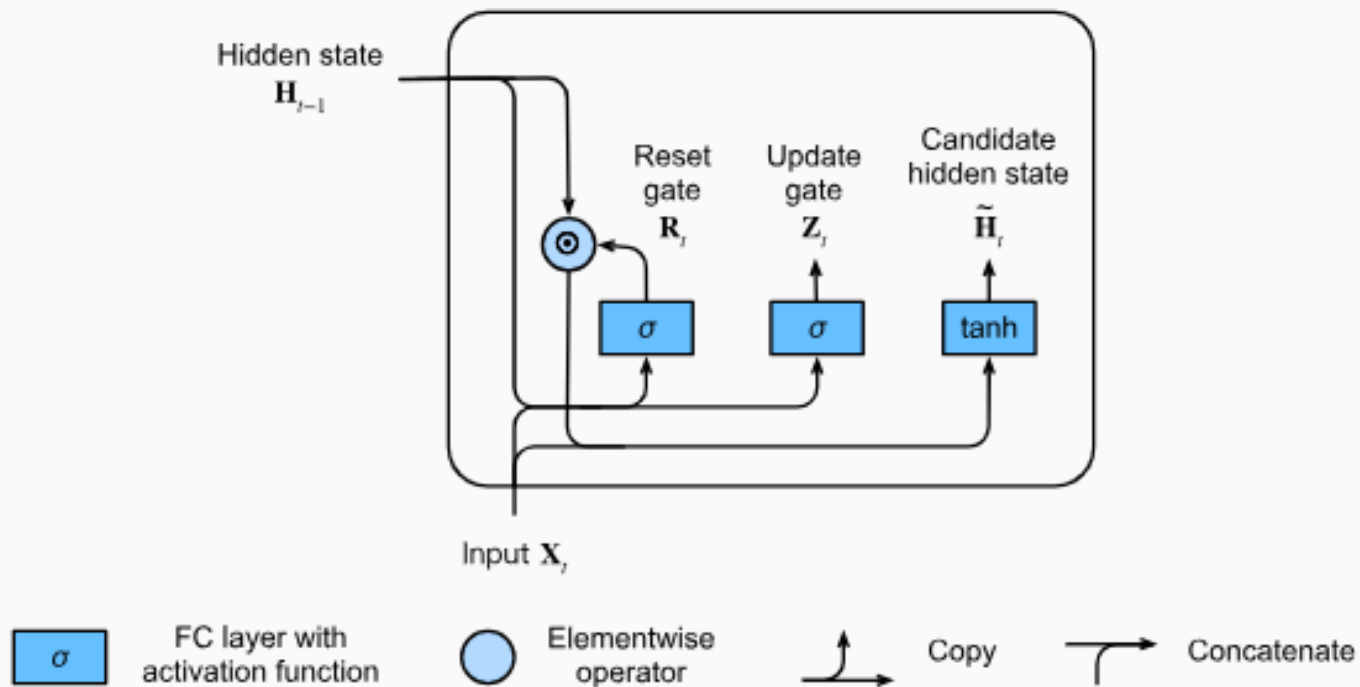 Hidden state
H_{t-1}
Reset
gate
R_t
Update
gate
Z_t
Candidate
hidden state
H̃_t
⊙
σ
σ
tanh
Input X_t
σ
FC layer with
activation function
Elementwise
operator
Copy
Concatenate